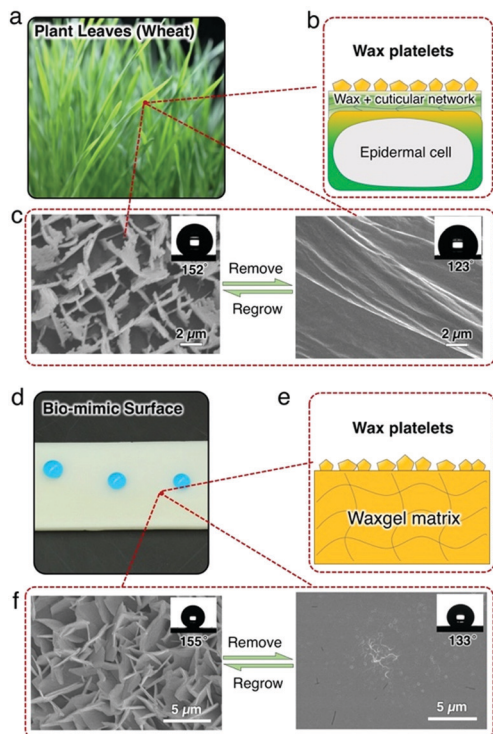 a
Plant Leaves (Wheat)
b
Wax platelets
Wax + cuticular network
Epidermal cell
c
152°
2 µm
Remove
Regrow
123°
2 µm
d
Bio-mimic Surface
e
Wax platelets
Waxgel matrix
f
155°
5 µm
Remove
Regrow
133°
5 µm